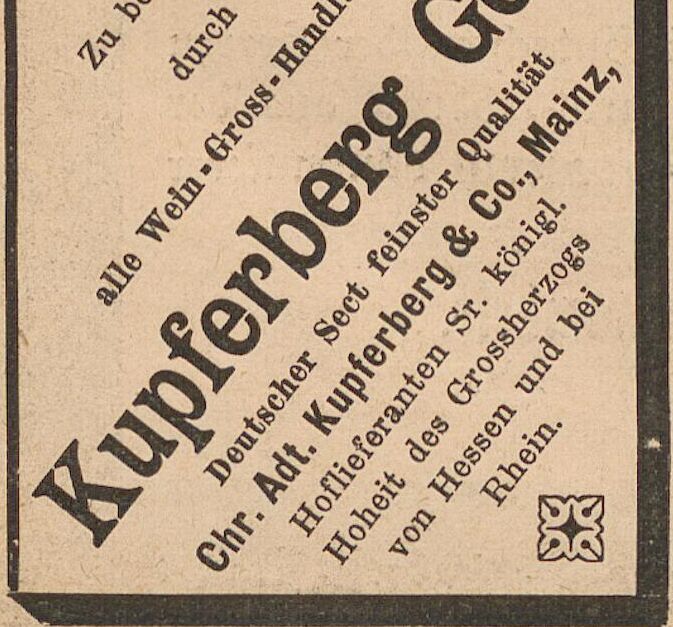 Zu be
durch
alle Wein-Gross-Handl
Kupferberg Go
Deutscher Sect feinster Qualität
Chr. Adt. Kupferberg & Co., Mainz,
Hoflieferanten Sr. königl.
Hoheit des Grossherzogs
von Hessen und bei
Rhein.